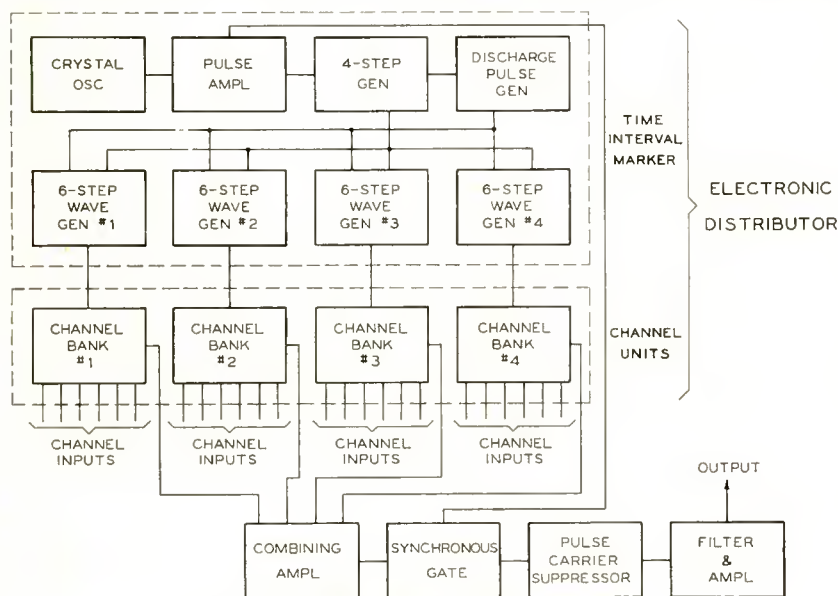 CRYSTAL
OSC
PULSE
AMPL
4-STEP
GEN
DISCHARGE
PULSE
GEN
TIME
INTERVAL
MARKER
6-STEP
WAVE
GEN #1
6-STEP
WAVE
GEN #2
6-STEP
WAVE
GEN #3
6-STEP
WAVE
GEN #4
ELECTRONIC
DISTRIBUTOR
CHANNEL
BANK
#1
CHANNEL
BANK
#2
CHANNEL
BANK
#3
CHANNEL
BANK
#4
CHANNEL
UNITS
CHANNEL
INPUTS
CHANNEL
INPUTS
CHANNEL
INPUTS
CHANNEL
INPUTS
OUTPUT
COMBINING
AMPL
SYNCHRONOUS
GATE
PULSE
CARRIER
SUPPRESSOR
FILTER
&
AMPL